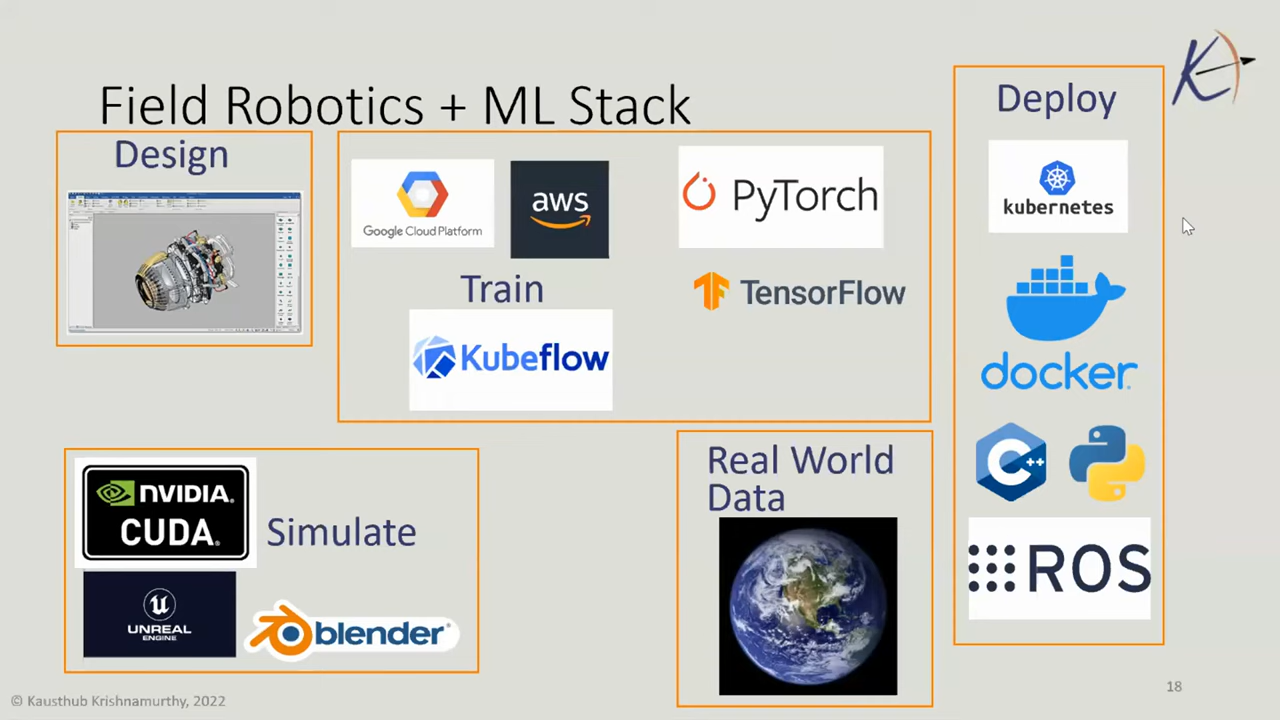 Field Robotics + ML Stack
Design
Google Cloud Platform
aws
PyTorch
Train
TensorFlow
Kubeflow
Deploy
kubernetes
docker
C++
ROS
NVIDIA.
CUDA.
Simulate
UNREAL
ENGINE
blender
Real World
Data
© Kausthub Krishnamurthy, 2022
18